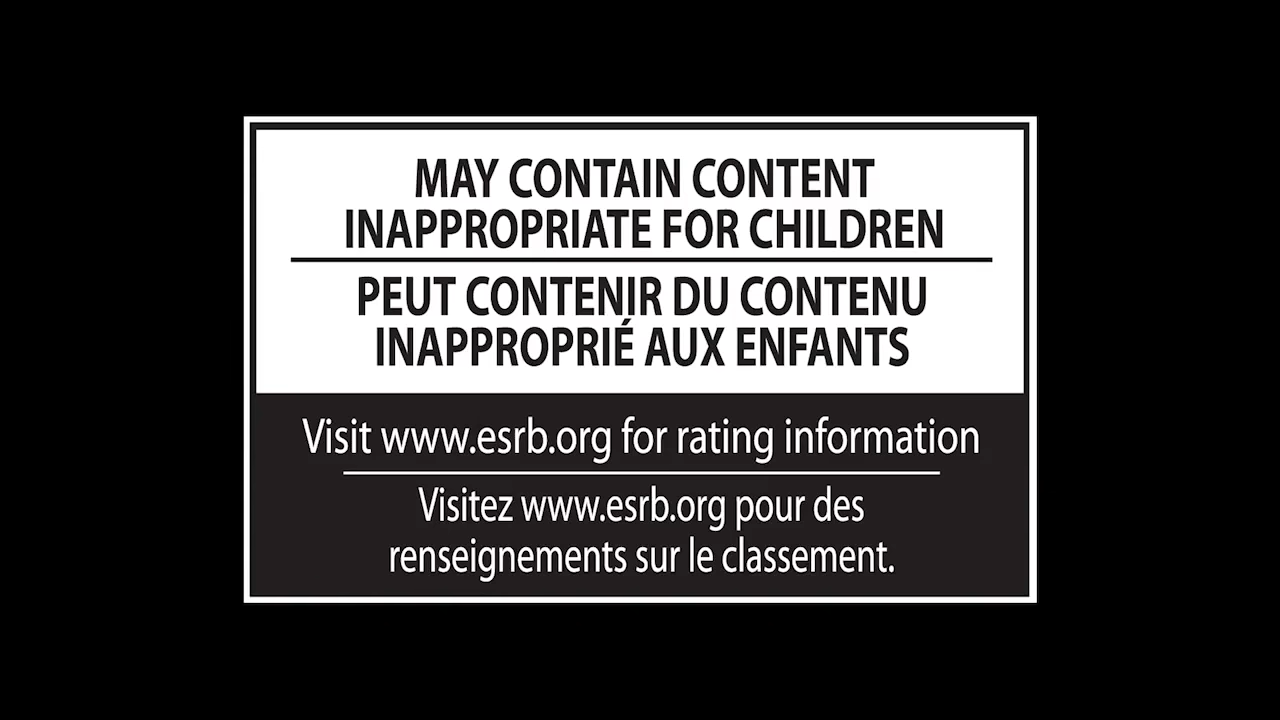 MAY CONTAIN CONTENT
INAPPROPRIATE FOR CHILDREN
PEUT CONTENIR DU CONTENU
INAPPROPRIÉ AUX ENFANTS
Visit www.esrb.org for rating information
Visitez www.esrb.org pour des
renseignements sur le classement.